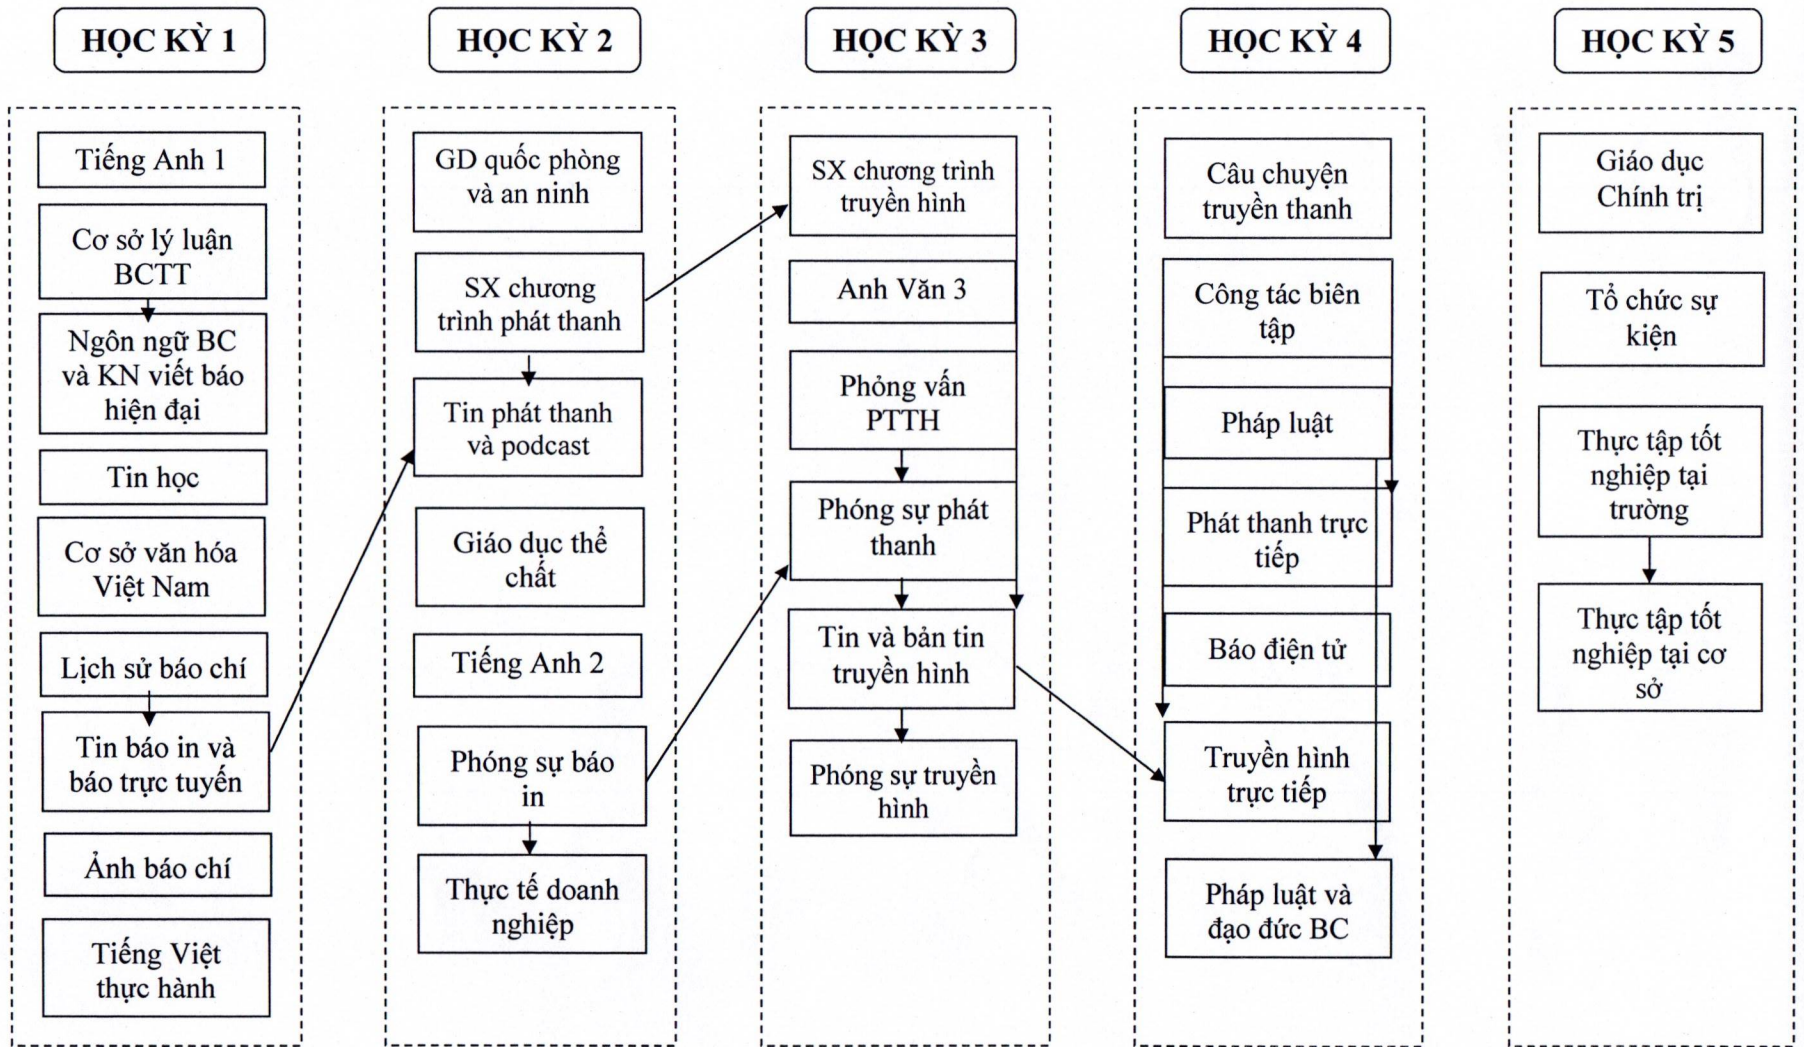 HỌC KỲ 1
Tiếng Anh 1
Cơ sở lý luận
BCTT
Ngôn ngữ BC
và KN viết báo
hiện đại
Tin học
Cơ sở văn hóa
Việt Nam
Lịch sử báo chí
Tin báo in và
báo trực tuyến
Ảnh báo chí
Tiếng Việt
thực hành
HỌC KỲ 2
GD quốc phòng
và an ninh
SX chương
trình phát thanh
Tin phát thanh
và podcast
Giáo dục thể
chất
Tiếng Anh 2
Phóng sự báo
in
Thực tế doanh
nghiệp
HỌC KỲ 3
SX chương trình
truyền hình
Anh Văn 3
Phỏng vấn
PTTH
Phóng sự phát
thanh
Tin và bản tin
truyền hình
Phóng sự truyền
hình
HỌC KỲ 4
Câu chuyện
truyền thanh
Công tác biên
tập
Pháp luật
Phát thanh trực
tiếp
Báo điện tử
Truyền hình
trực tiếp
Pháp luật và
đạo đức BC
HỌC KỲ 5
Giáo dục
Chính trị
Tổ chức sự
kiện
Thực tập tốt
nghiệp tại
trường
Thực tập tốt
nghiệp tại cơ
sở